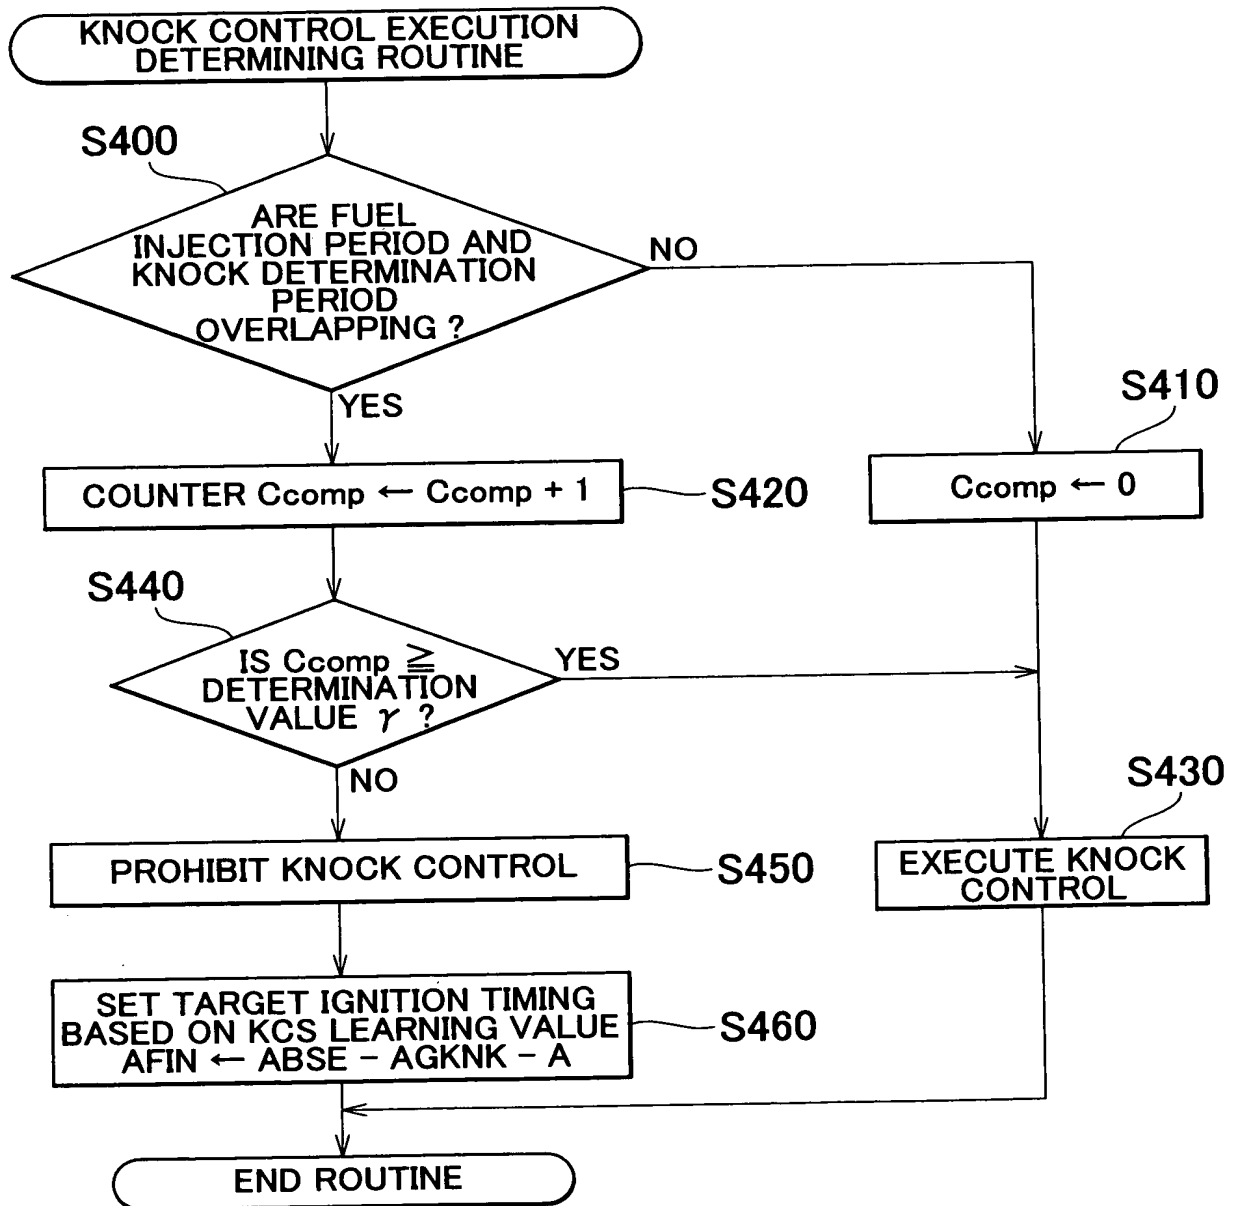 KNOCK CONTROL EXECUTION
DETERMINING ROUTINE
S400
ARE FUEL
INJECTION PERIOD AND
KNOCK DETERMINATION
PERIOD
OVERLAPPING ?
NO
YES
S410
Ccomp ← 0
COUNTER Ccomp ← Ccomp + 1
S420
S440
IS Ccomp ≧
DETERMINATION
VALUE γ ?
YES
NO
S430
EXECUTE KNOCK
CONTROL
PROHIBIT KNOCK CONTROL
S450
SET TARGET IGNITION TIMING
BASED ON KCS LEARNING VALUE
AFIN ← ABSE − AGKNK − A
S460
END ROUTINE